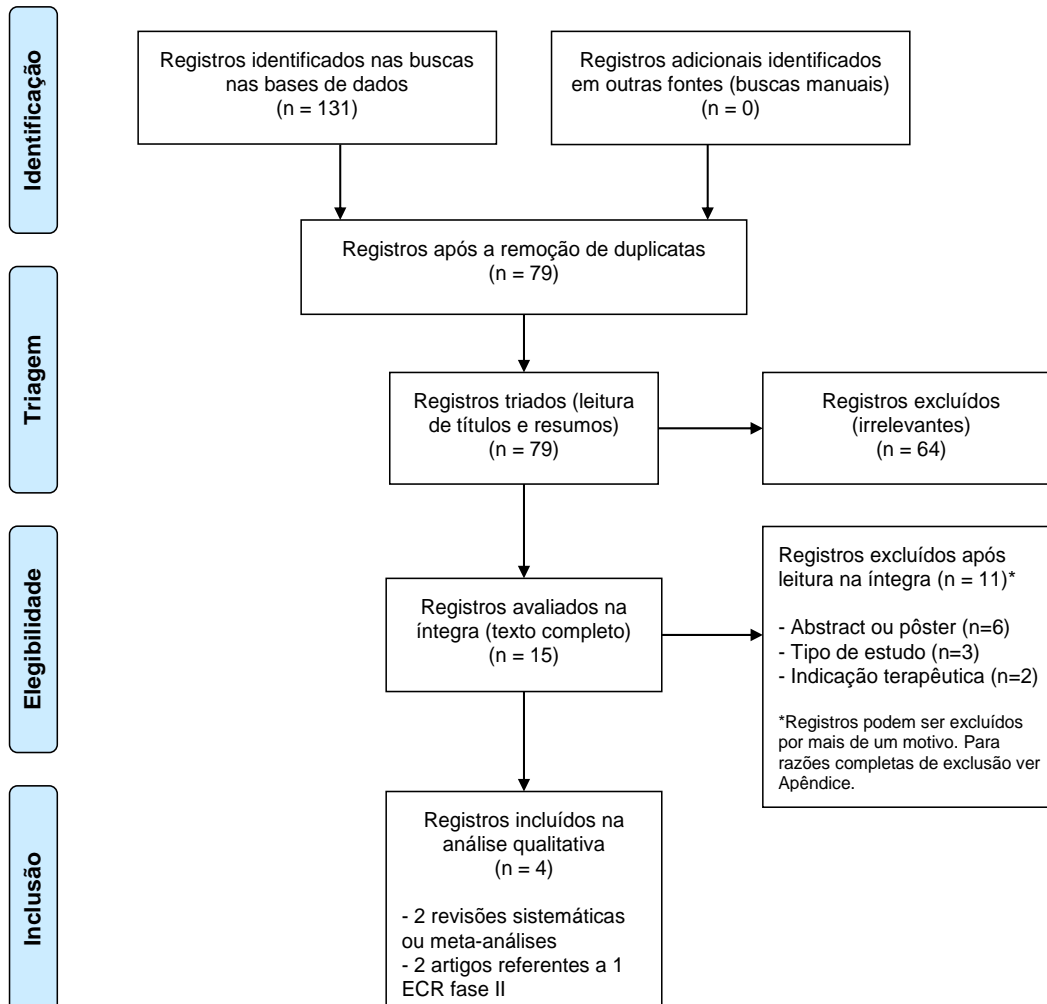 Identificação
Registros identificados nas buscas
nas bases de dados
(n = 131)
Registros adicionais identificados
em outras fontes (buscas manuais)
(n = 0)
Registros após a remoção de duplicatas
(n = 79)
Triagem
Registros triados (leitura
de títulos e resumos)
(n = 79)
Registros excluídos
(irrelevantes)
(n = 64)
Elegibilidade
Registros avaliados na
íntegra (texto completo)
(n = 15)
Registros excluídos após
leitura na íntegra (n = 11)*
- Abstract ou pôster (n=6)
- Tipo de estudo (n=3)
- Indicação terapêutica (n=2)
*Registros podem ser excluídos
por mais de um motivo. Para
razões completas de exclusão ver
Apêndice.
Inclusão
Registros incluídos na
análise qualitativa
(n = 4)
- 2 revisões sistemáticas
ou meta-análises
- 2 artigos referentes a 1
ECR fase II